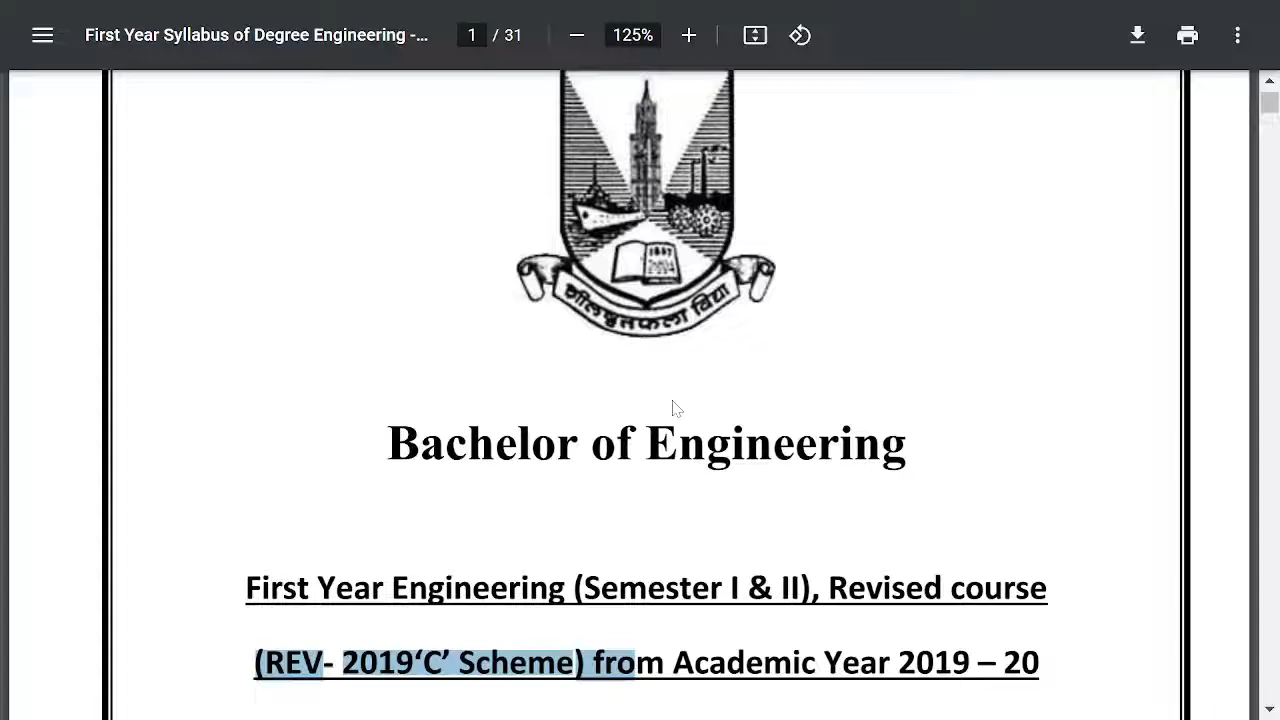 First Year Syllabus of Degree Engineering -...
1 / 31
125%
1857
विद्या
Bachelor of Engineering
First Year Engineering (Semester I & II), Revised course
(REV- 2019‘C’ Scheme) from Academic Year 2019 – 20